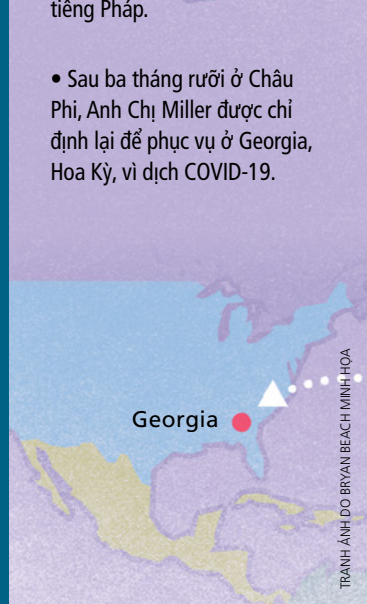 tiếng Pháp.
• Sau ba tháng rưỡi ở Châu
Phi, Anh Chị Miller được chỉ
định lại để phục vụ ở Georgia,
Hoa Kỳ, vì dịch COVID-19.
Georgia
TRANH ẢNH DO BRYAN BEACH MINH HỌA